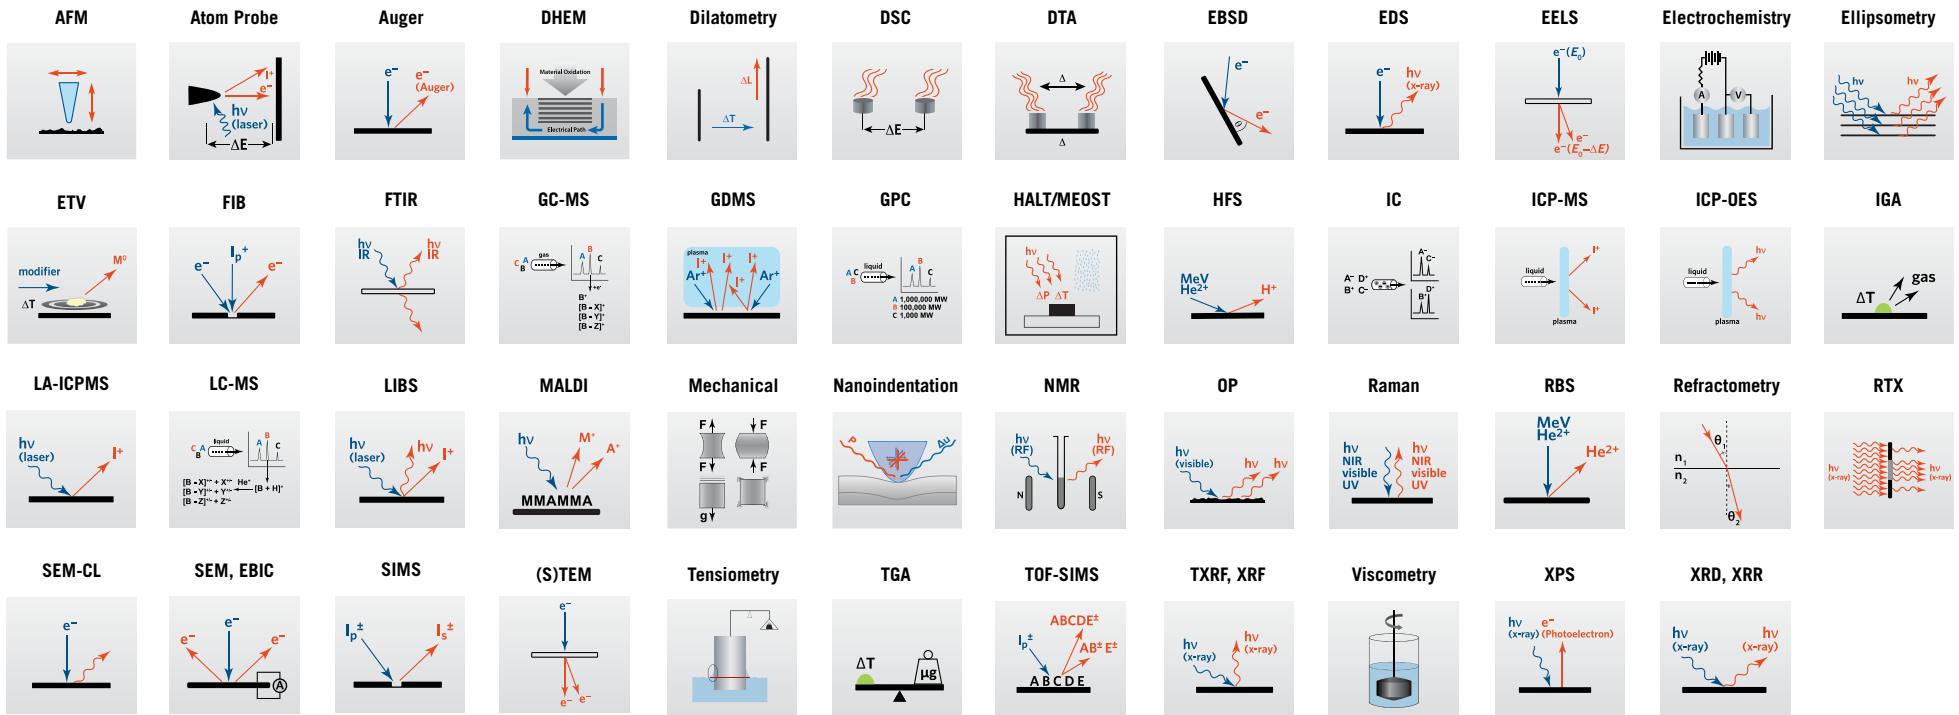 AFM
Atom Probe
I⁺
e⁻
hν
(laser)
ΔE
Auger
e⁻
e⁻
(Auger)
DHEM
Material Oxidation
Electrical Path
Dilatometry
ΔL
ΔT
DSC
ΔE
DTA
Δ
Δ
EBSD
e⁻
e⁻
θ
EDS
e⁻
hν
(x-ray)
EELS
e⁻(E₀)
e⁻
e⁻(E₀–ΔE)
Electrochemistry
A
V
Ellipsometry
hν
hν
ETV
modifier
M⁰
ΔT
FIB
Iₚ⁺
e⁻
e⁻
FTIR
hν
IR
hν
IR
GC-MS
C A
B
gas
B
A
C
+e⁻
B⁺
[B - X]⁺
[B - Y]⁺
[B - Z]⁺
GDMS
plasma
I⁺
I⁺
I⁺
I⁺
Ar⁺
Ar⁺
GPC
A C
B
liquid
B
A
C
A 1,000,000 MW
B 100,000 MW
C 1,000 MW
HALT/MEOST
hν
ΔP ΔT
HFS
MeV
He²⁺
H⁺
IC
A⁻ D⁺
B⁺ C⁻
A⁻
C⁻
D⁺
B⁺
ICP-MS
liquid
I⁺
I⁺
plasma
ICP-OES
liquid
hν
hν
plasma
IGA
ΔT
gas
LA-ICPMS
hν
(laser)
I⁺
LC-MS
C A
B
liquid
B
A
C
[B - X]⁺/⁻ + X⁺/⁻
[B - Y]⁺/⁻ + Y⁺/⁻
[B - Z]⁺/⁻ + Z⁺/⁻
He⁺
[B + H]⁺
LIBS
hν
(laser)
hν
I⁺
MALDI
hν
M⁺
A⁺
MMAMMA
Mechanical
F
F
F
F
g
Nanoindentation
P
Δu
NMR
hν
(RF)
hν
(RF)
N
S
OP
hν
(visible)
hν
hν
Raman
hν
NIR
visible
UV
hν
NIR
visible
UV
RBS
MeV
He²⁺
He²⁺
Refractometry
θ₁
n₁
n₂
θ₂
RTX
hν
(x-ray)
hν
(x-ray)
SEM-CL
e⁻
SEM, EBIC
e⁻
e⁻
e⁻
A
SIMS
Iₚ±
Iₛ±
(S)TEM
e⁻
e⁻
e⁻
Tensiometry
TGA
ΔT
µg
TOF-SIMS
ABCDE±
Iₚ±
AB± E±
ABCDE
TXRF, XRF
hν
(x-ray)
hν
(x-ray)
Viscometry
XPS
hν
(x-ray)
e⁻
(Photoelectron)
XRD, XRR
hν
(x-ray)
hν
(x-ray)